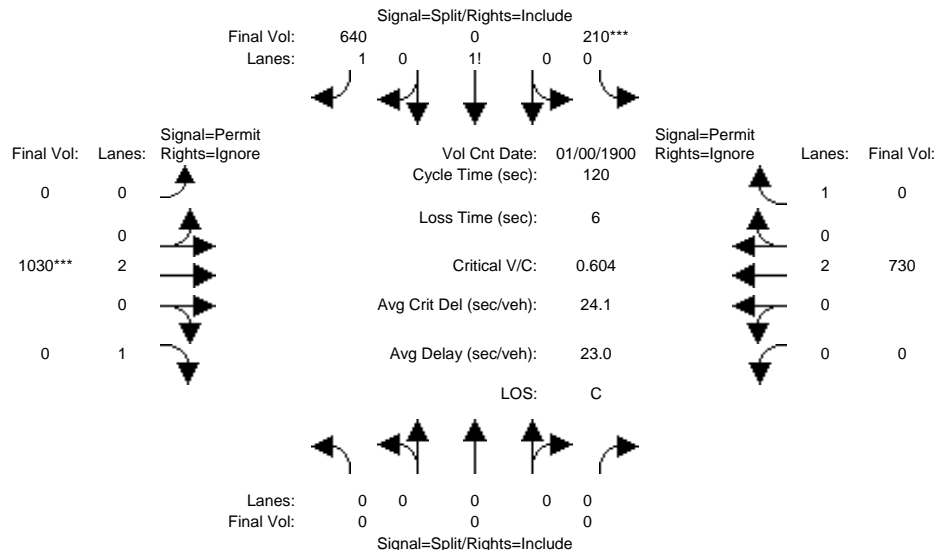 Signal=Split/Rights=Include
Final Vol: 640 0 210***
Lanes: 1 0 1! 0 0
Signal=Permit Signal=Permit
Final Vol: Lanes: Rights=Ignore Vol Cnt Date: 01/00/1900 Rights=Ignore Lanes: Final Vol:
Cycle Time (sec): 120
0 0 1 0
Loss Time (sec): 6
0 0
1030*** 2 Critical V/C: 0.604 2 730
0 Avg Crit Del (sec/veh): 24.1 0
0 1 Avg Delay (sec/veh): 23.0 0 0
LOS: C
Lanes: 0 0 0 0 0
Final Vol: 0 0 0
Signal=Split/Rights=Include